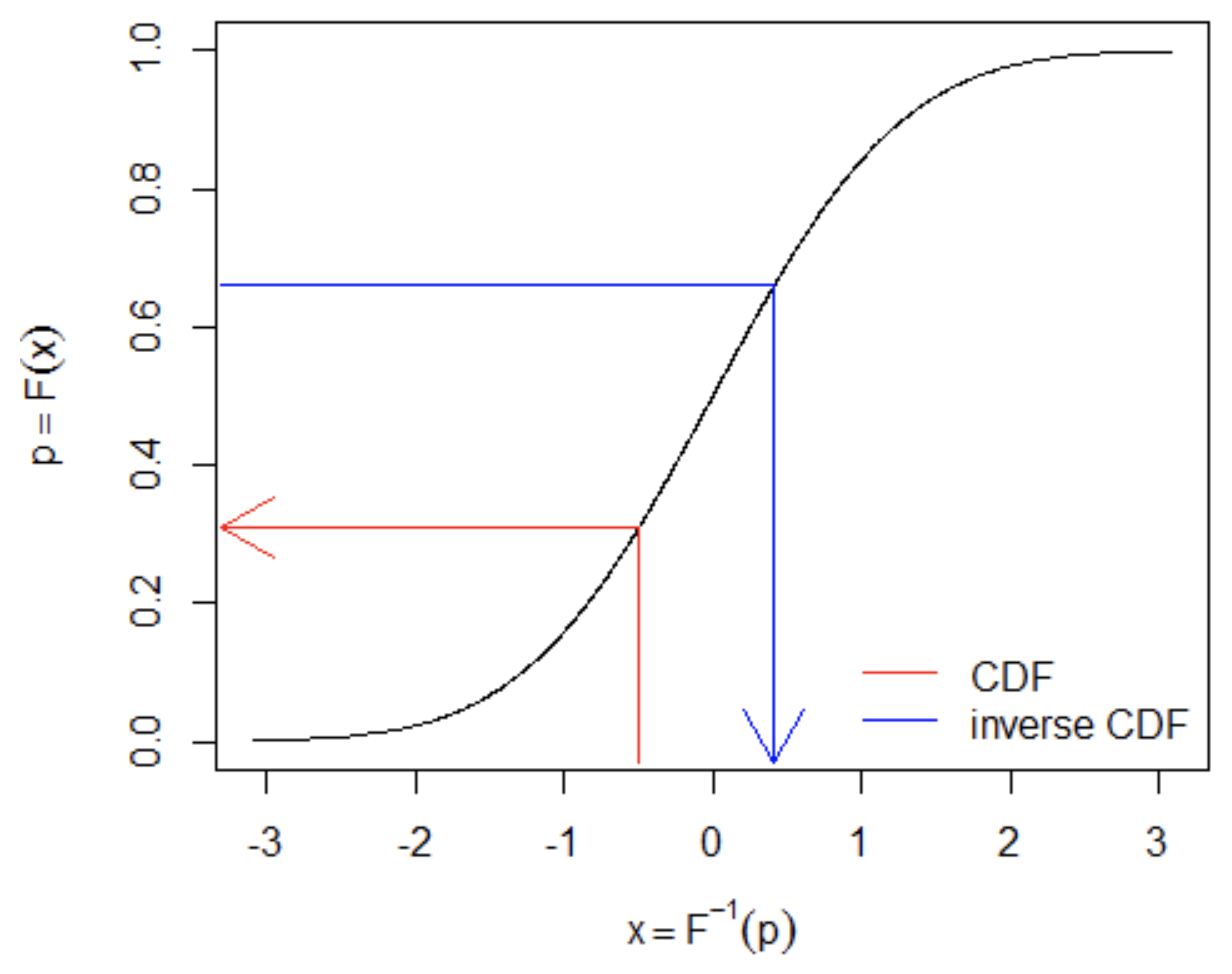 1.0
0.8
0.6
0.4
0.2
0.0
p = F(x)
CDF
inverse CDF
-3 -2 -1 0 1 2 3
x = F⁻¹(p)